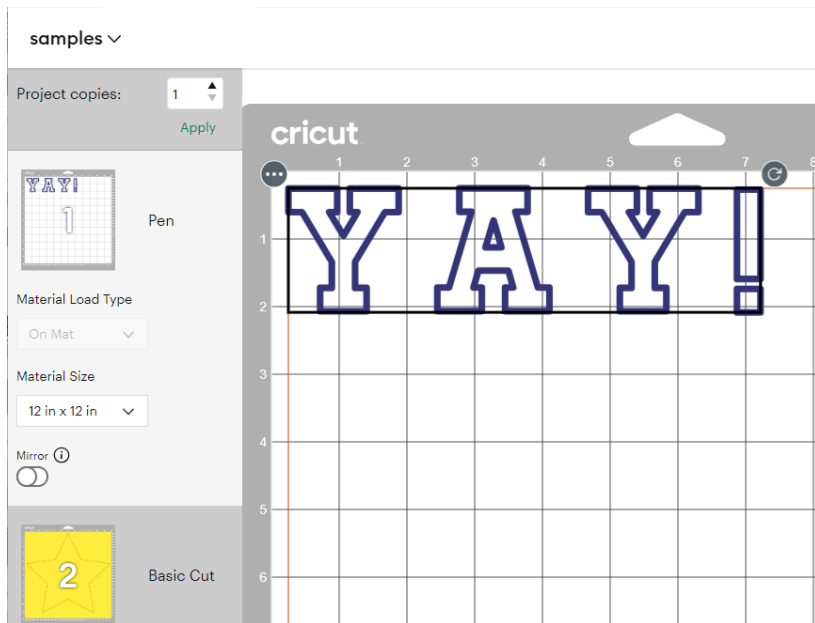 samples
Project copies:
1
Apply
YAY!
1
Pen
Material Load Type
On Mat
Material Size
12 in x 12 in
Mirror
2
Basic Cut
cricut
1 2 3 4 5 6 7 8
YAY!
1
2
3
4
5
6